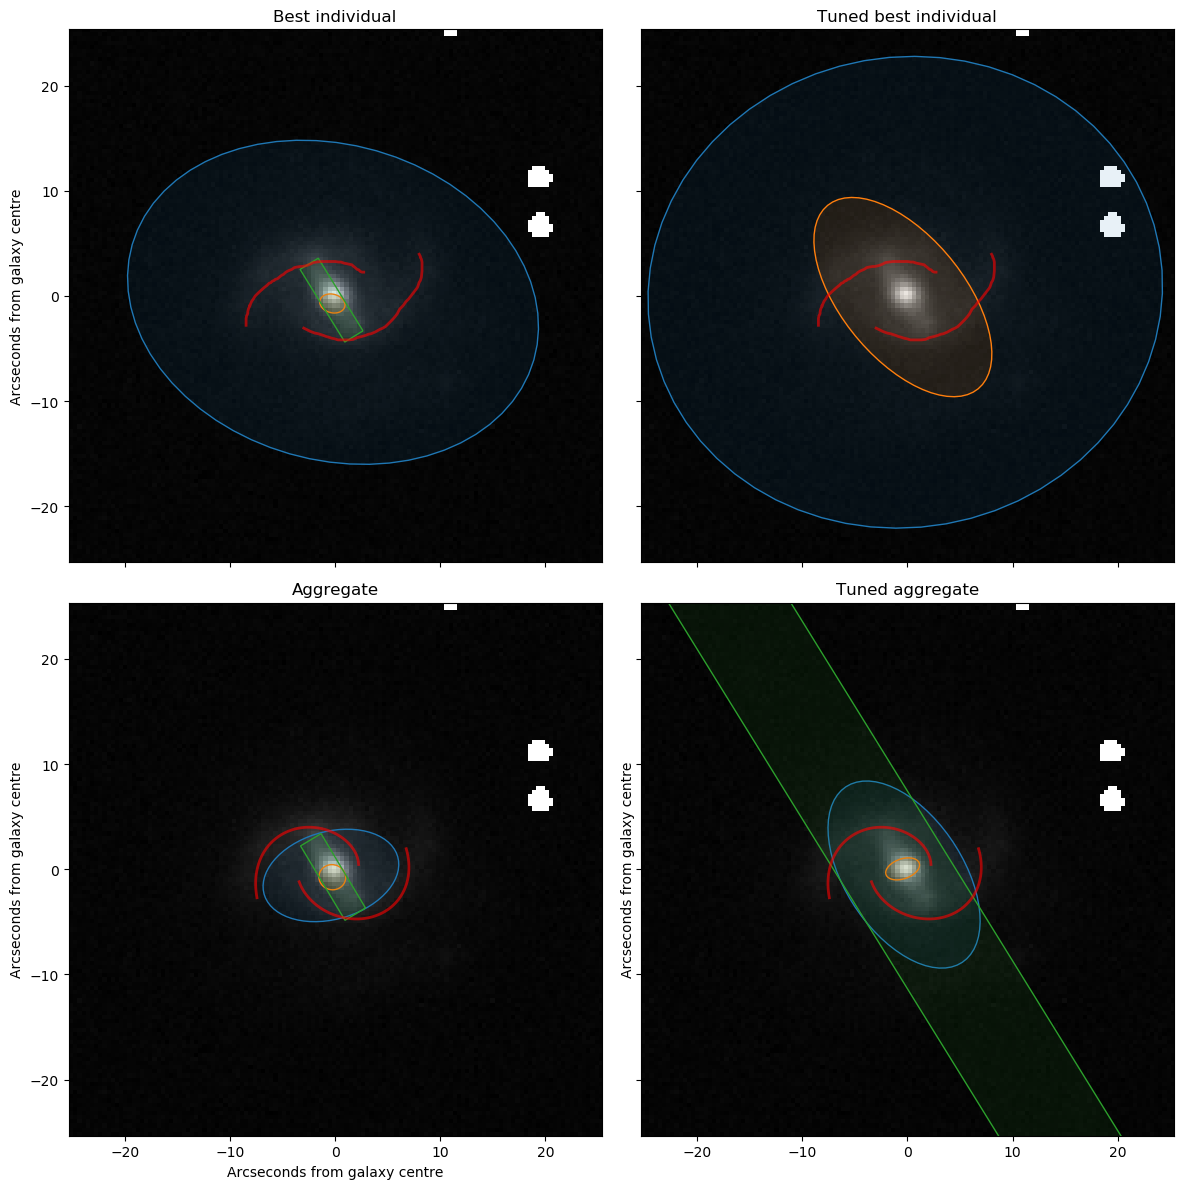 Best individual
Tuned best individual
20
10
0
−10
−20
Arcseconds from galaxy centre
Aggregate
Tuned aggregate
20
10
0
−10
−20
Arcseconds from galaxy centre
Arcseconds from galaxy centre
−20 −10 0 10 20
−20 −10 0 10 20
Arcseconds from galaxy centre